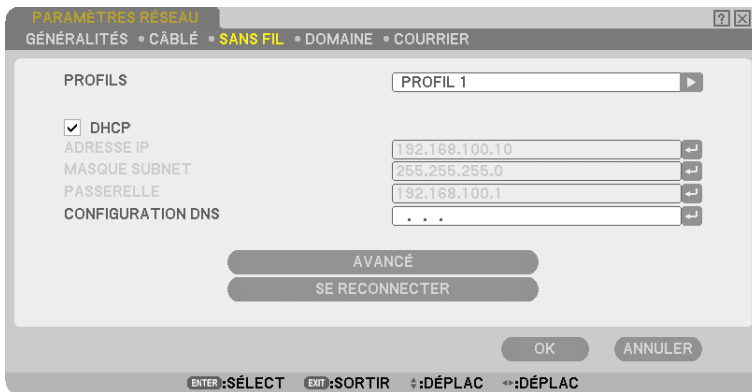 PARAMÈTRES RÉSEAU
GÉNÉRALITÉS • CÂBLÉ • SANS FIL • DOMAINE • COURRIER
PROFILS PROFIL 1
DHCP
ADRESSE IP 192.168.100.10
MASQUE SUBNET 255.255.255.0
PASSERELLE 192.168.100.1
CONFIGURATION DNS . . .
AVANCÉ
SE RECONNECTER
OK ANNULER
ENTER :SÉLECT EXIT :SORTIR :DÉPLAC :DÉPLAC